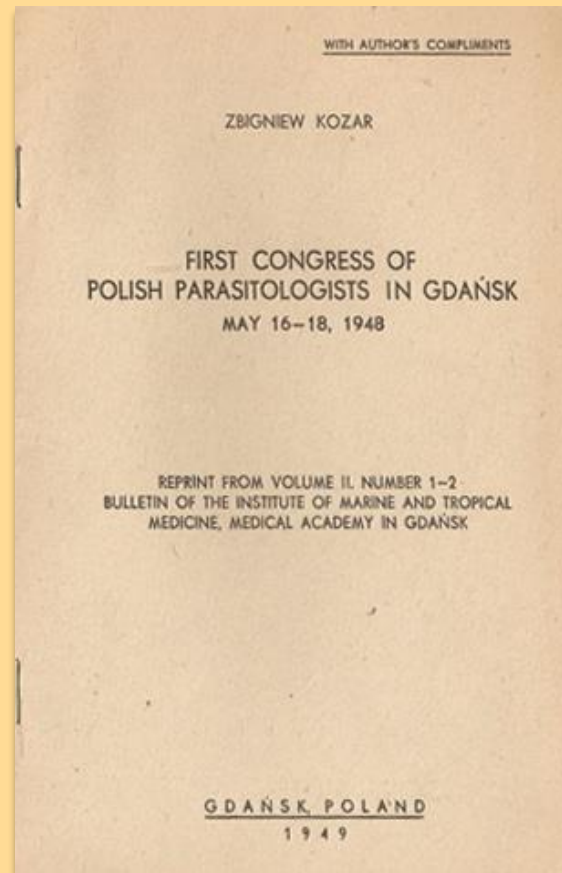 WITH AUTHOR'S COMPLIMENTS
ZBIGNIEW KOZAR
FIRST CONGRESS OF
POLISH PARASITOLOGISTS IN GDAŃSK
MAY 16–18, 1948
REPRINT FROM VOLUME II. NUMBER 1–2
BULLETIN OF THE INSTITUTE OF MARINE AND TROPICAL
MEDICINE, MEDICAL ACADEMY IN GDAŃSK
GDAŃSK, POLAND
1949